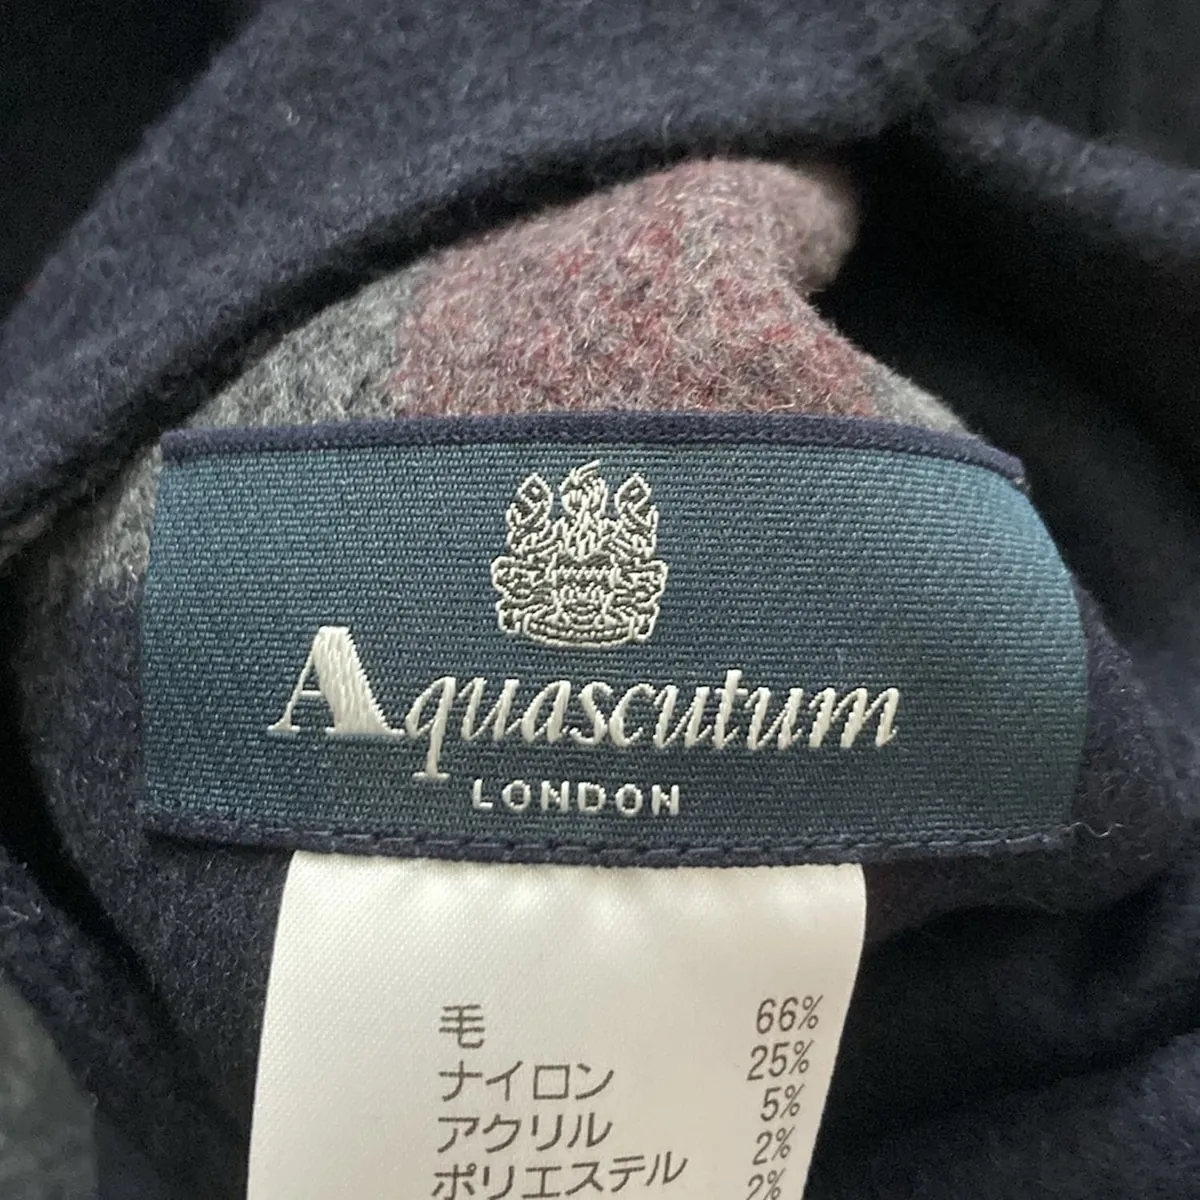 Aquascutum
LONDON
毛 66%
ナイロン 25%
アクリル 5%
ポリエステル 2%
2%